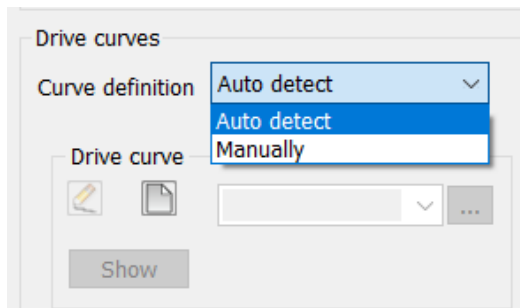 Drive curves
Curve definition Auto detect
Auto detect
Manually
Drive curve
...
Show